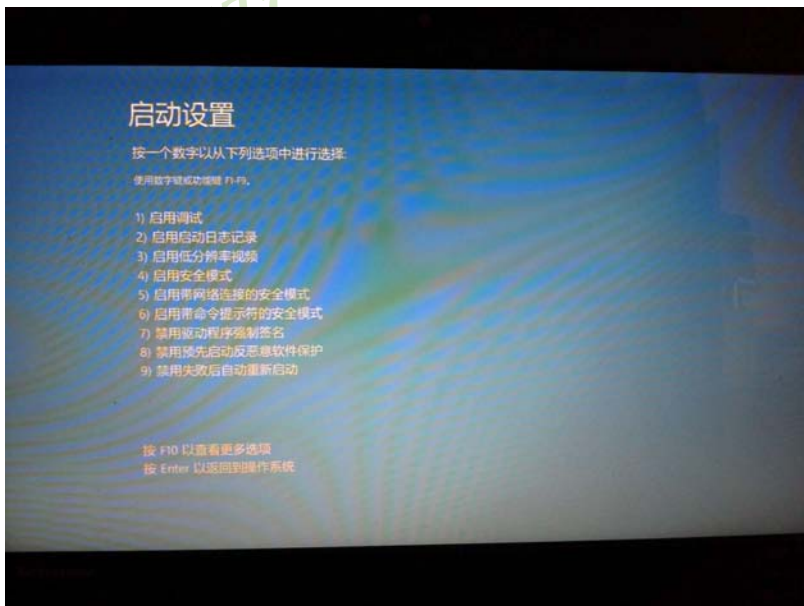 启动设置
按一个数字以从下列选项中进行选择:
使用数字键或功能键 F1-F9。
1) 启用调试
2) 启用启动日志记录
3) 启用低分辨率视频
4) 启用安全模式
5) 启用带网络连接的安全模式
6) 启用带命令提示符的安全模式
7) 禁用驱动程序强制签名
8) 禁用预先启动反恶意软件保护
9) 禁用失败后自动重新启动
按 F10 以查看更多选项
按 Enter 以返回到操作系统